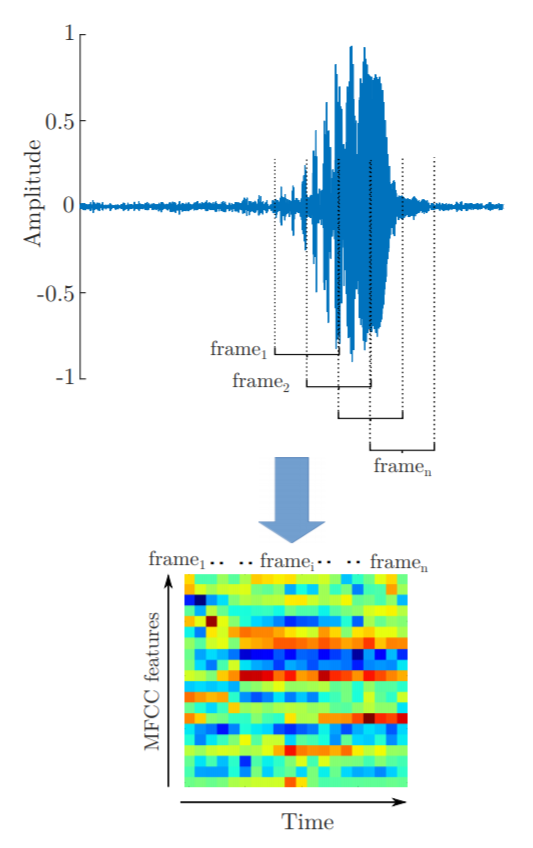 1
0.5
0
-0.5
-1
Amplitude
frame₁
frame₂
frameₙ
frame₁ ·· ·· frameᵢ ·· ·· frameₙ
MFCC features
Time